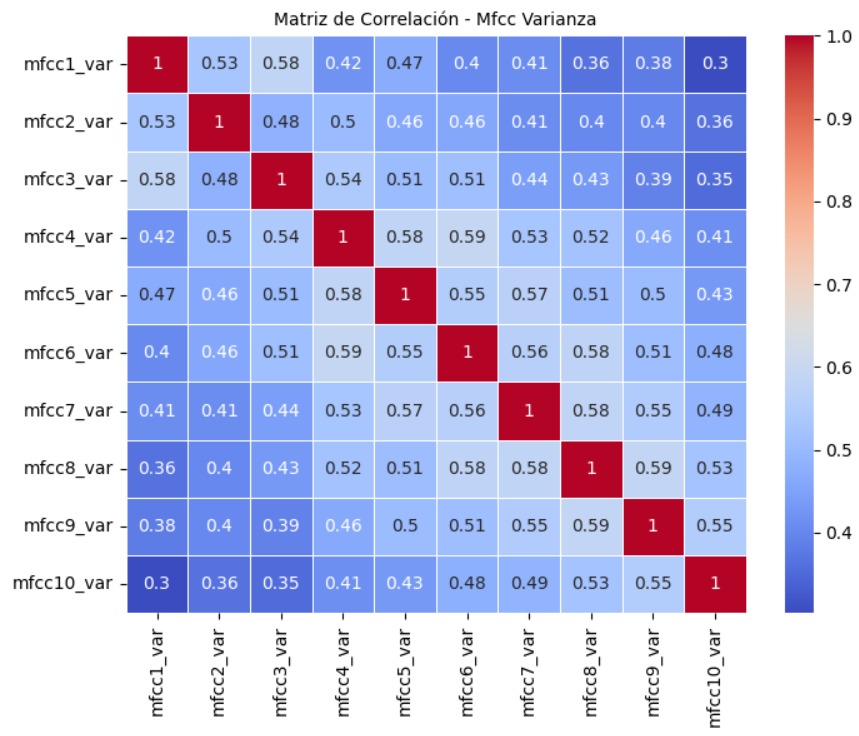 Matriz de Correlación - Mfcc Varianza
mfcc1_var 1 0.53 0.58 0.42 0.47 0.4 0.41 0.36 0.38 0.3
mfcc2_var 0.53 1 0.48 0.5 0.46 0.46 0.41 0.4 0.4 0.36
mfcc3_var 0.58 0.48 1 0.54 0.51 0.51 0.44 0.43 0.39 0.35
mfcc4_var 0.42 0.5 0.54 1 0.58 0.59 0.53 0.52 0.46 0.41
mfcc5_var 0.47 0.46 0.51 0.58 1 0.55 0.57 0.51 0.5 0.43
mfcc6_var 0.4 0.46 0.51 0.59 0.55 1 0.56 0.58 0.51 0.48
mfcc7_var 0.41 0.41 0.44 0.53 0.57 0.56 1 0.58 0.55 0.49
mfcc8_var 0.36 0.4 0.43 0.52 0.51 0.58 0.58 1 0.59 0.53
mfcc9_var 0.38 0.4 0.39 0.46 0.5 0.51 0.55 0.59 1 0.55
mfcc10_var 0.3 0.36 0.35 0.41 0.43 0.48 0.49 0.53 0.55 1
mfcc1_var mfcc2_var mfcc3_var mfcc4_var mfcc5_var mfcc6_var mfcc7_var mfcc8_var mfcc9_var mfcc10_var
1.0
0.9
0.8
0.7
0.6
0.5
0.4